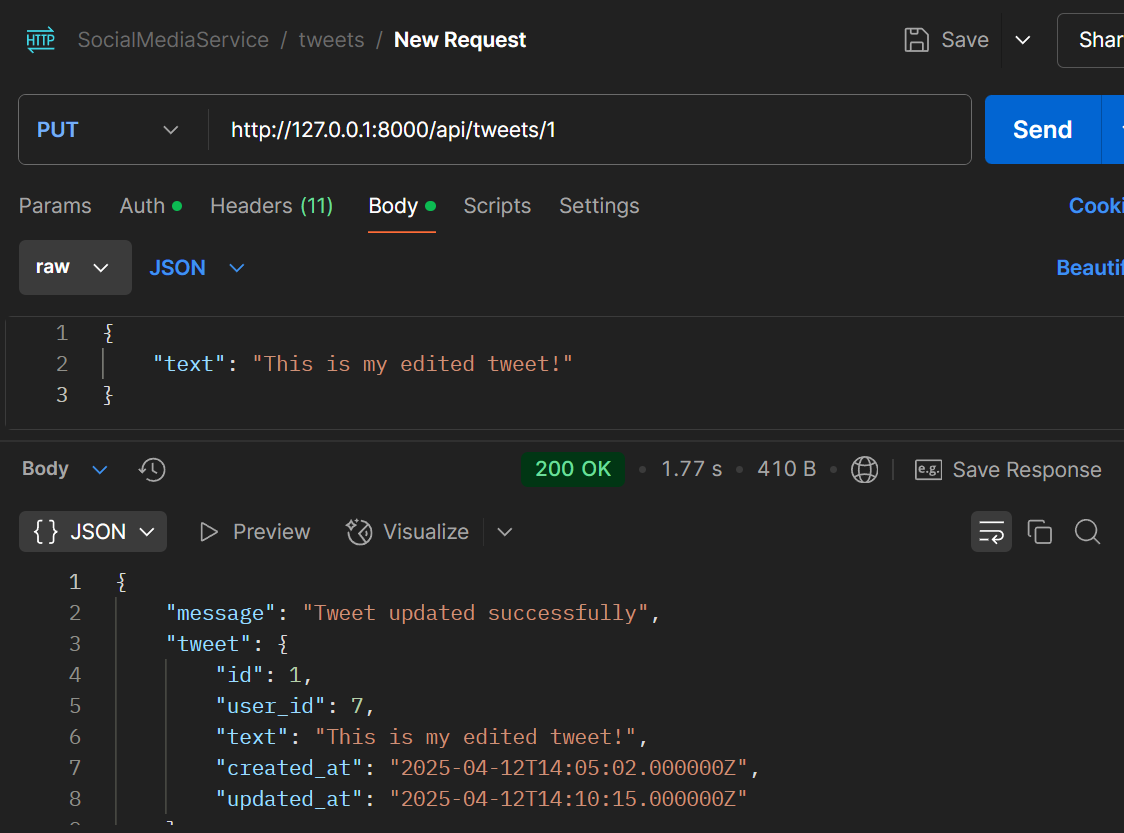 HTTP SocialMediaService / tweets / New Request Save Shar
PUT http://127.0.0.1:8000/api/tweets/1 Send
Params Auth Headers (11) Body Scripts Settings Cooki
raw JSON Beautif
1 {
2 "text": "This is my edited tweet!"
3 }
Body 200 OK • 1.77 s • 410 B • e.g. Save Response
{} JSON Preview Visualize
1 {
2 "message": "Tweet updated successfully",
3 "tweet": {
4 "id": 1,
5 "user_id": 7,
6 "text": "This is my edited tweet!",
7 "created_at": "2025-04-12T14:05:02.000000Z",
8 "updated_at": "2025-04-12T14:10:15.000000Z"